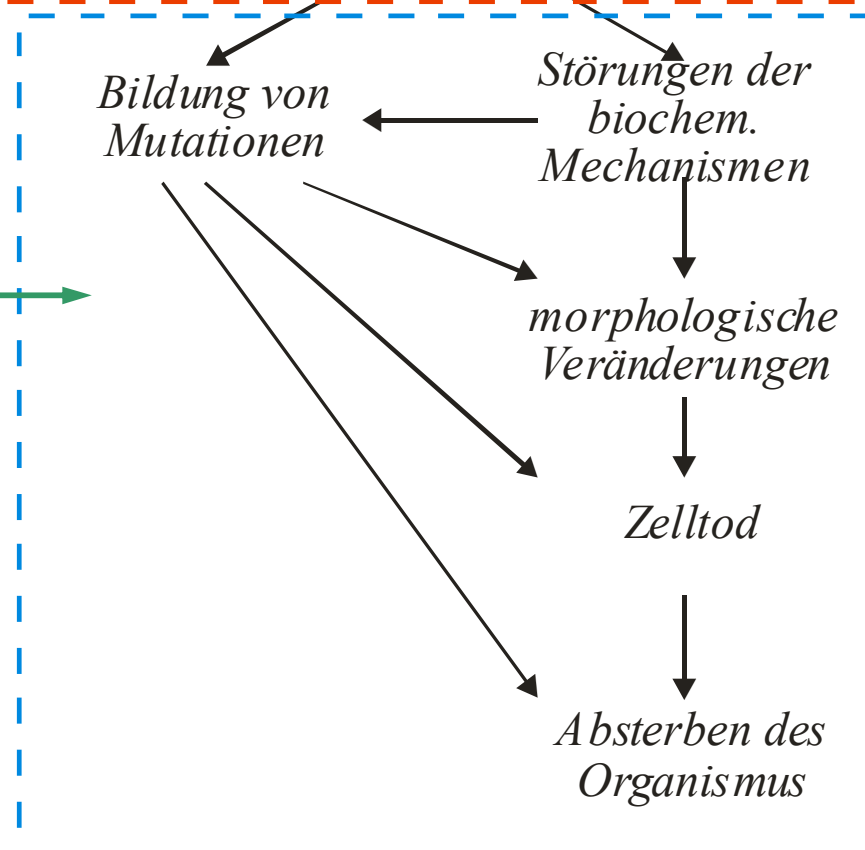 Bildung von
Mutationen
Störungen der
biochem.
Mechanismen
morphologische
Veränderungen
Zelltod
Absterben des
Organismus